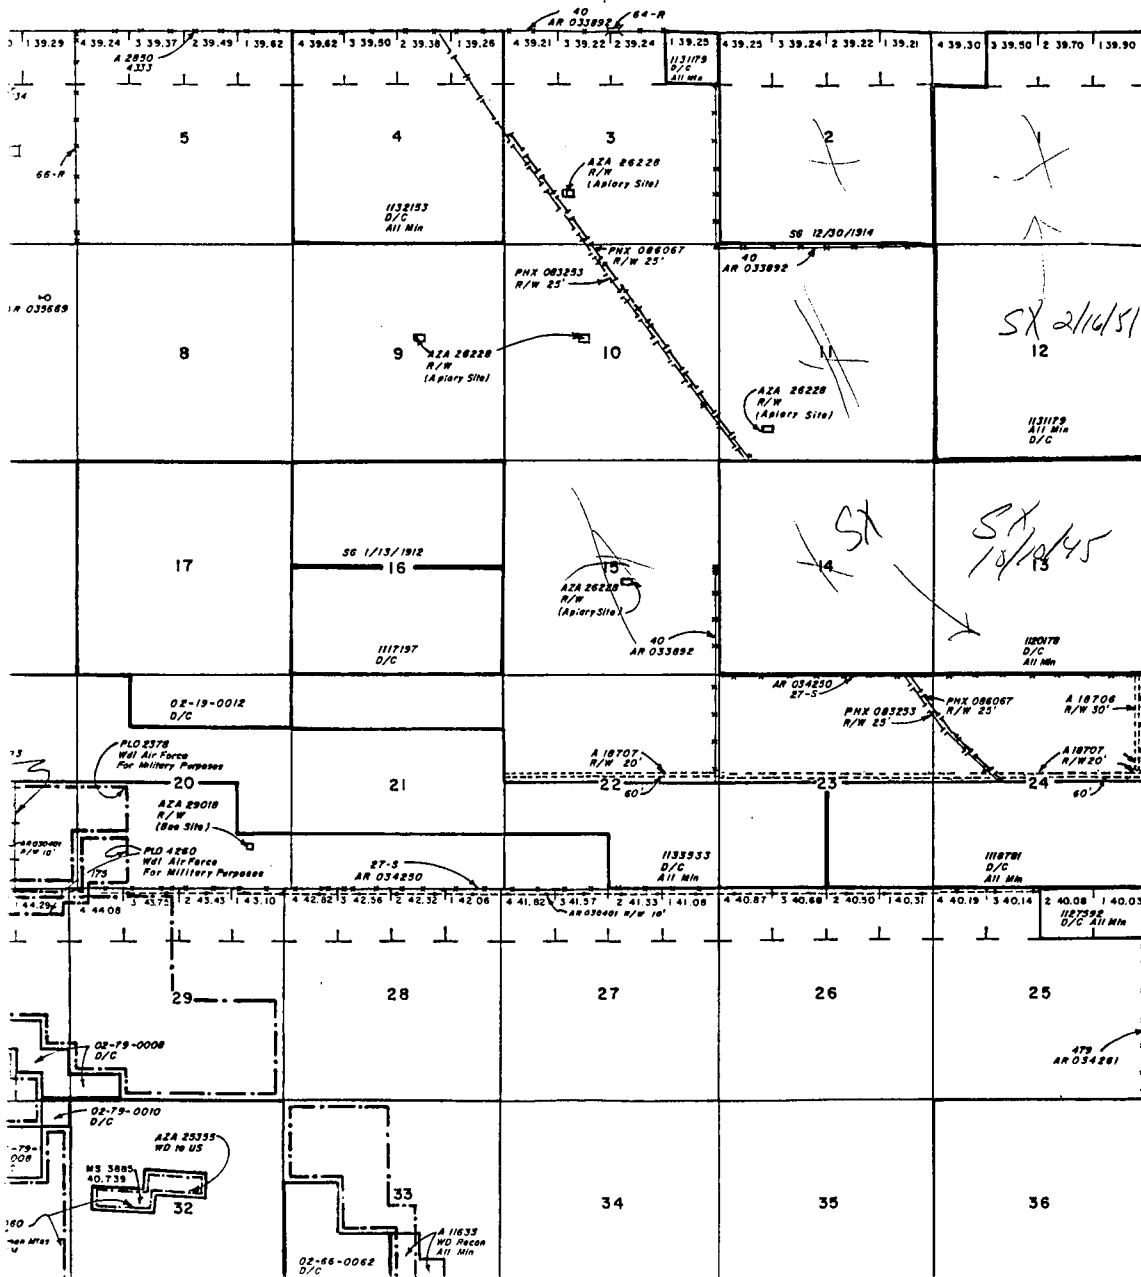 40
AR 033892
64-R
1 39.29
4 39.24 3 39.37 2 39.49 1 39.62
4 39.62 3 39.50 2 39.38 1 39.26
4 39.21 3 39.22 2 39.24 1 39.25
4 39.25 3 39.24 2 39.22 1 39.21
4 39.30 3 39.50 2 39.70 1 39.90
A 2850
4333
1131179
D/C
All Min
34
5
4
3
2
1
66-R
AZA 26228
R/W
(Apiary Site)
1132153
D/C
All Min
SG 12/30/1914
40
AR 033892
PHX 086067
R/W 25'
PHX 083253
R/W 25'
AR 035669
SX 2/16/51
8
9
10
11
12
AZA 26228
R/W
(Apiary Site)
AZA 26228
R/W
(Apiary Site)
1131179
All Min
D/C
SX
SX
17
SG 1/13/1912
16
15
14
13
AZA 26228
R/W
(Apiary Site)
1117197
D/C
40
AR 033892
1120178
D/C
All Min
02-19-0012
D/C
AR 034250
27-S
PHX 083253
R/W 25'
PHX 086067
R/W 25'
A 18706
R/W 30'
PLO 2378
Wdl Air Force
For Military Purposes
A 18707
R/W 20'
A 18707
R/W 20'
20
21
22
23
24
60'
60'
AZA 29018
R/W
(Bee Site)
AR 030401
R/W 10'
PLO 4260
Wdl Air Force
For Military Purposes
175
27-S
AR 034250
1133933
D/C
All Min
1118781
D/C
All Min
1 44.29
4 44.08 3 43.75 2 43.43 1 43.10
4 42.82 3 42.56 2 42.31 1 42.06
4 41.82 3 41.57 2 41.33 1 41.08
4 40.87 3 40.68 2 40.50 1 40.31
4 40.19 3 40.14 2 40.08 1 40.03
AR 030401 R/W 10'
1127592
D/C All Min
29
28
27
26
25
02-79-0008
D/C
479
AR 034261
02-79-0010
D/C
AZA 25355
WD to US
MS 3885
40.739
32
33
34
35
36
A 11633
WD Recon
All Min
02-66-0062
D/C